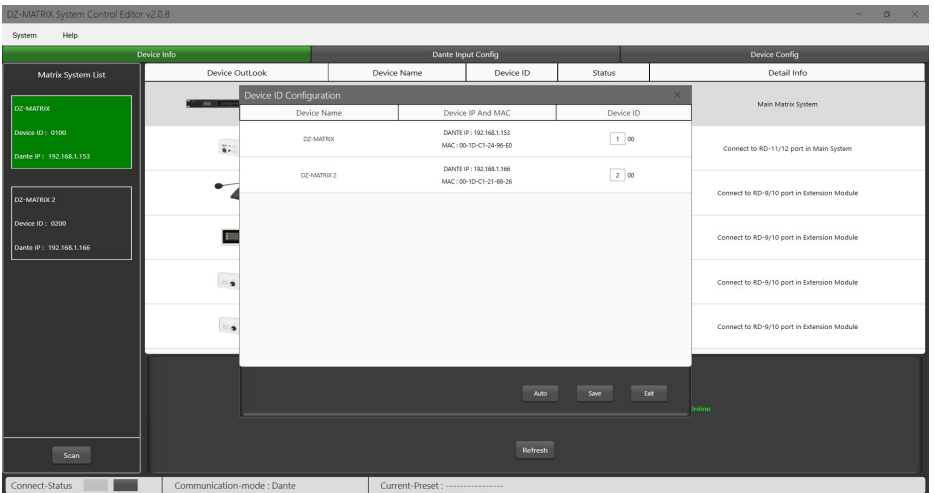 DZ-MATRIX System Control Editor v2.0.8
System Help
Device Info Dante Input Config Device Config
Matrix System List
Device OutLook Device Name Device ID Status Detail Info
DZ-MATRIX
Device ID : 0100
Dante IP : 192.168.1.153
DZ-MATRIX 2
Device ID : 0200
Dante IP : 192.168.1.166
Scan
Device ID Configuration
Device Name Device IP And MAC Device ID
DZ-MATRIX
DANTE IP : 192.168.1.153
MAC : 00-1D-C1-24-96-E0
1 00
DZ-MATRIX 2
DANTE IP : 192.168.1.166
MAC : 00-1D-C1-21-69-26
2 00
Auto Save Exit
Main Matrix System
Connect to RD-11/12 port in Main System
Connect to RD-9/10 port in Extension Module
Connect to RD-9/10 port in Extension Module
Connect to RD-9/10 port in Extension Module
Connect to RD-9/10 port in Extension Module
Online
Refresh
Connect-Status Communication-mode : Dante Current-Preset : ----------------